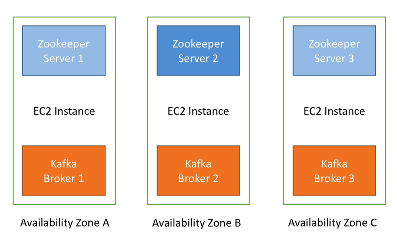 Zookeeper
Server 1
Zookeeper
Server 2
Zookeeper
Server 3
EC2 Instance
EC2 Instance
EC2 Instance
Kafka
Broker 1
Kafka
Broker 2
Kafka
Broker 3
Availability Zone A
Availability Zone B
Availability Zone C